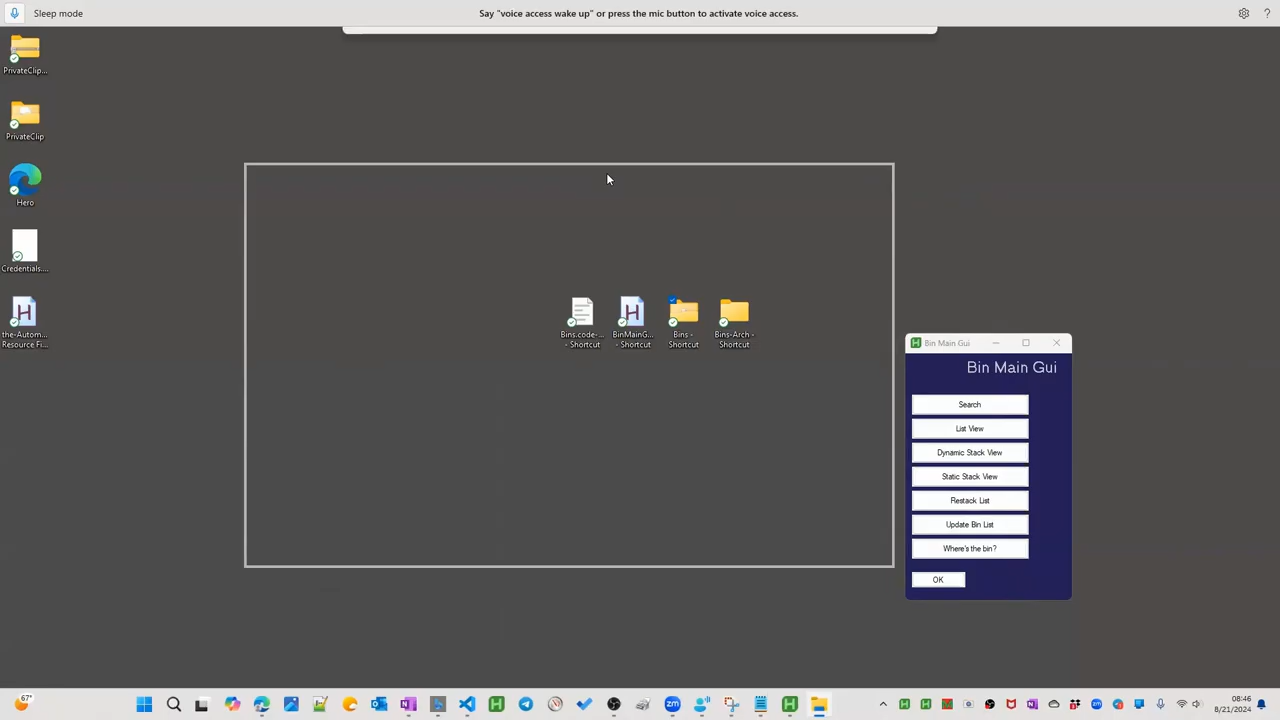 Sleep mode
Say "voice access wake up" or press the mic button to activate voice access.
?
PrivateClip...
PrivateClip
Hero
Credentials....
the-Autom...
Resource Fi...
Bins.code-...
- Shortcut
BinMainG...
- Shortcut
Bins -
Shortcut
Bins-Arch -
Shortcut
Bin Main Gui
Bin Main Gui
Search
List View
Dynamic Stack View
Static Stack View
Restack List
Update Bin List
Where's the bin?
OK
67°
08:46
8/21/2024